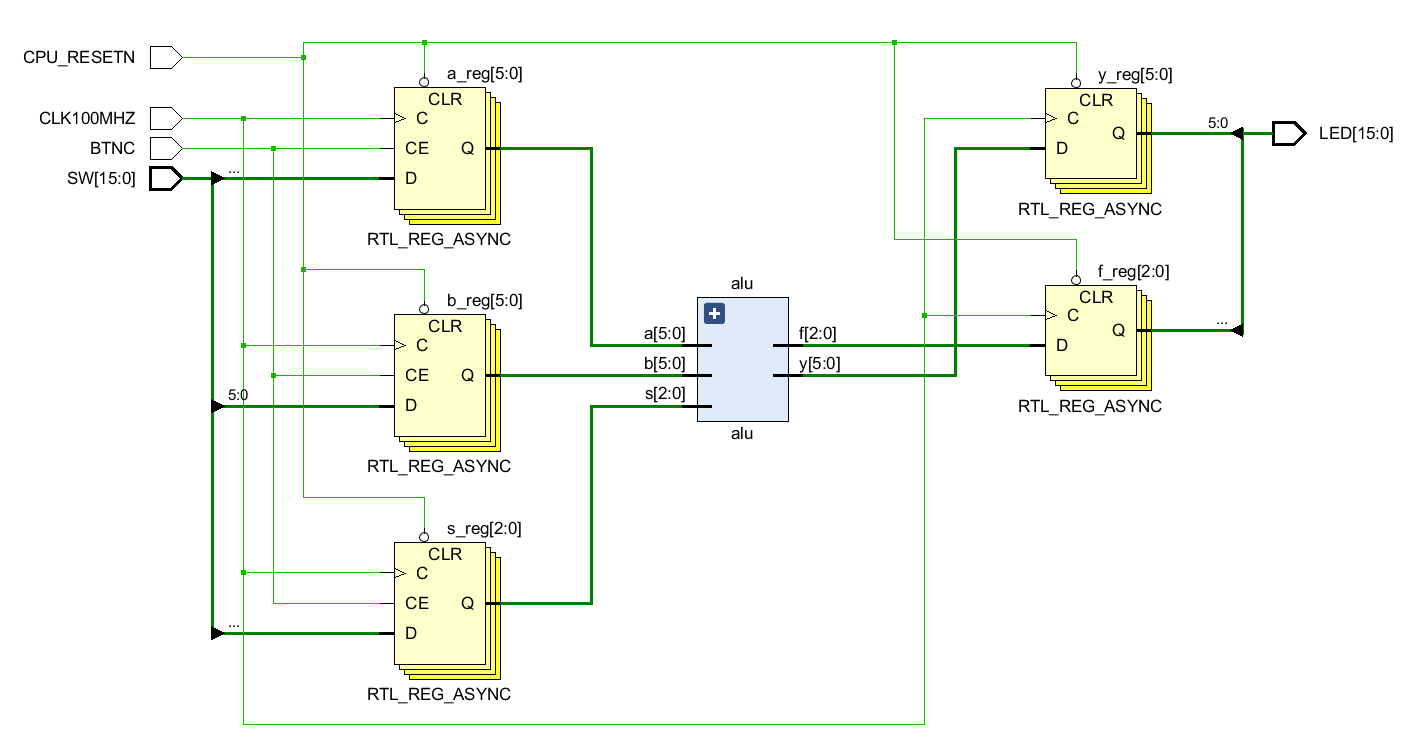 CPU_RESETN
CLK100MHZ
BTNC
SW[15:0]
...
a_reg[5:0]
CLR
C
CE
Q
D
RTL_REG_ASYNC
b_reg[5:0]
CLR
C
CE
Q
5:0
D
RTL_REG_ASYNC
...
s_reg[2:0]
CLR
C
CE
Q
D
RTL_REG_ASYNC
alu
a[5:0]
f[2:0]
b[5:0]
y[5:0]
s[2:0]
alu
y_reg[5:0]
CLR
C
Q
D
RTL_REG_ASYNC
5:0
LED[15:0]
f_reg[2:0]
CLR
C
Q
D
RTL_REG_ASYNC
...